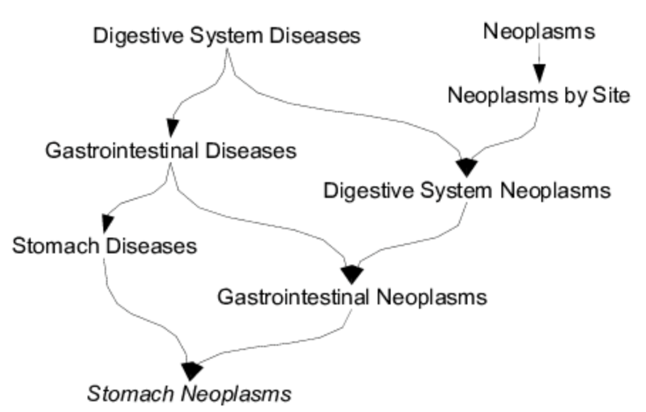 Digestive System Diseases
Neoplasms
Neoplasms by Site
Gastrointestinal Diseases
Digestive System Neoplasms
Stomach Diseases
Gastrointestinal Neoplasms
Stomach Neoplasms